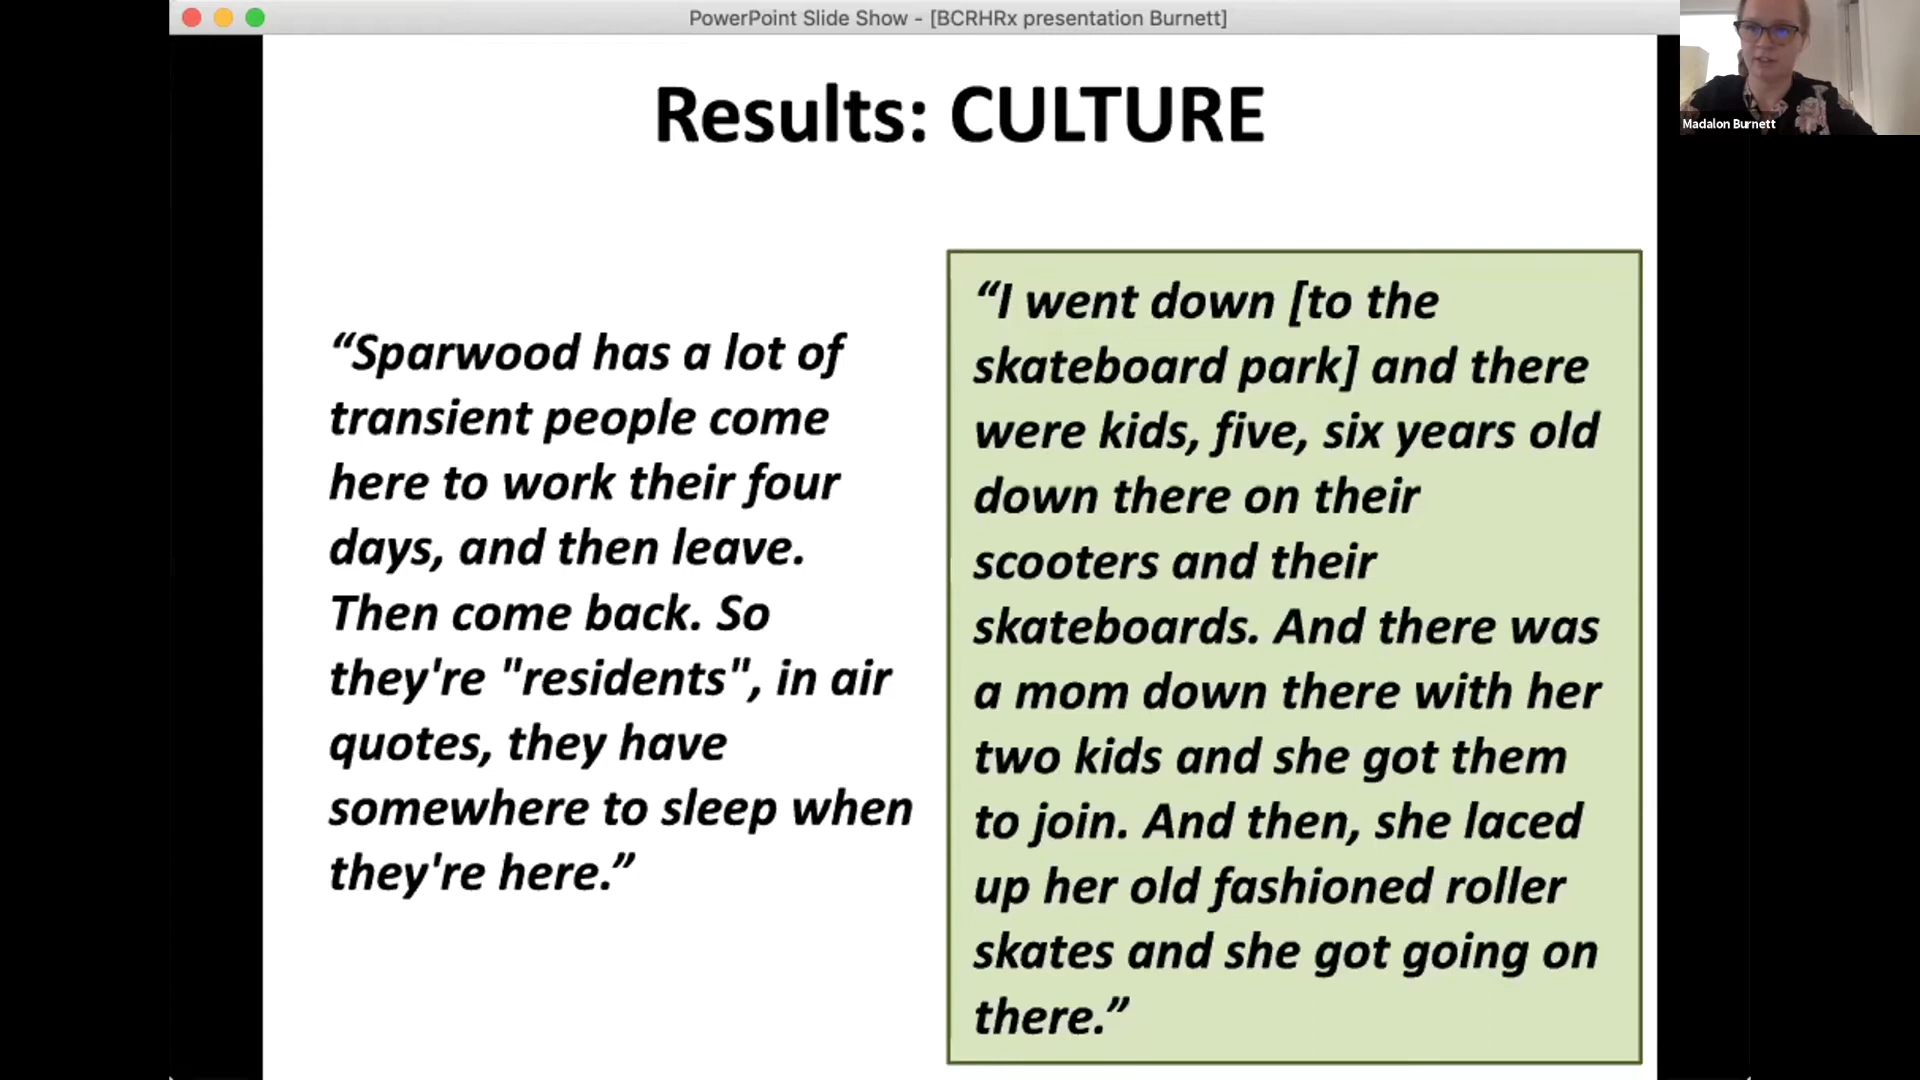 PowerPoint Slide Show - [BCRHRx presentation Burnett]
Madalon Burnett
Results: CULTURE
“Sparwood has a lot of
transient people come
here to work their four
days, and then leave.
Then come back. So
they're "residents", in air
quotes, they have
somewhere to sleep when
they're here.”
“I went down [to the
skateboard park] and there
were kids, five, six years old
down there on their
scooters and their
skateboards. And there was
a mom down there with her
two kids and she got them
to join. And then, she laced
up her old fashioned roller
skates and she got going on
there.”